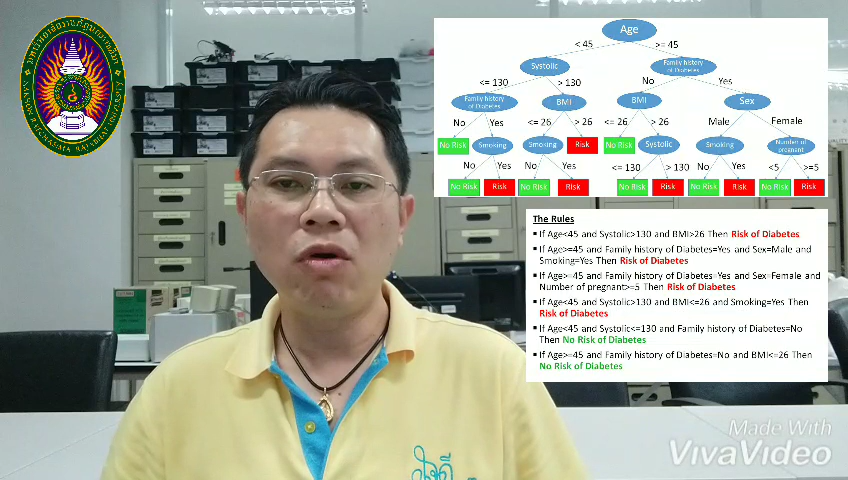 Age
< 45
>= 45
Systolic
Family history
of Diabetes
<= 130
> 130
No
Yes
Family history
of Diabetes
BMI
BMI
Sex
No
Yes
<= 26
> 26
<= 26
> 26
Male
Female
No Risk
Smoking
Smoking
Risk
No Risk
Systolic
Smoking
Number of
pregnant
No
Yes
No
Yes
<= 130
> 130
No
Yes
<5
>=5
No Risk
Risk
No Risk
Risk
No Risk
Risk
No Risk
Risk
No Risk
Risk
The Rules
▪ If Age<45 and Systolic>130 and BMI>26 Then Risk of Diabetes
▪ If Age>=45 and Family history of Diabetes=Yes and Sex=Male and
Smoking=Yes Then Risk of Diabetes
▪ If Age>=45 and Family history of Diabetes=Yes and Sex=Female and
Number of pregnant>=5 Then Risk of Diabetes
▪ If Age<45 and Systolic>130 and BMI<=26 and Smoking=Yes Then
Risk of Diabetes
▪ If Age<45 and Systolic<=130 and Family history of Diabetes=No
Then No Risk of Diabetes
▪ If Age>=45 and Family history of Diabetes=No and BMI<=26 Then
No Risk of Diabetes
Made With
VivaVideo